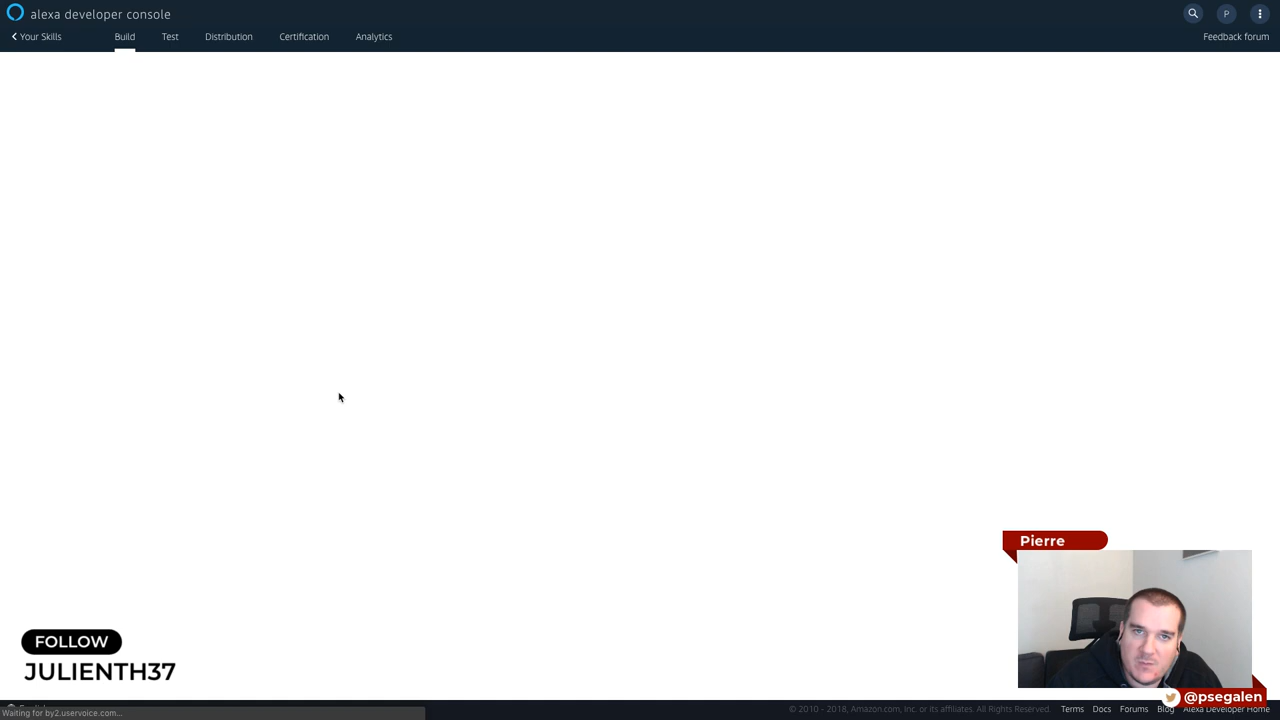 alexa developer console
P
Your Skills
Build
Test
Distribution
Certification
Analytics
Feedback forum
Pierre
FOLLOW
JULIENTH37
@psegalen
Waiting for by2.uservoice.com...
© 2010 - 2018, Amazon.com, Inc. or its affiliates. All Rights Reserved.
Terms
Docs
Forums
Blog
Alexa Developer Home